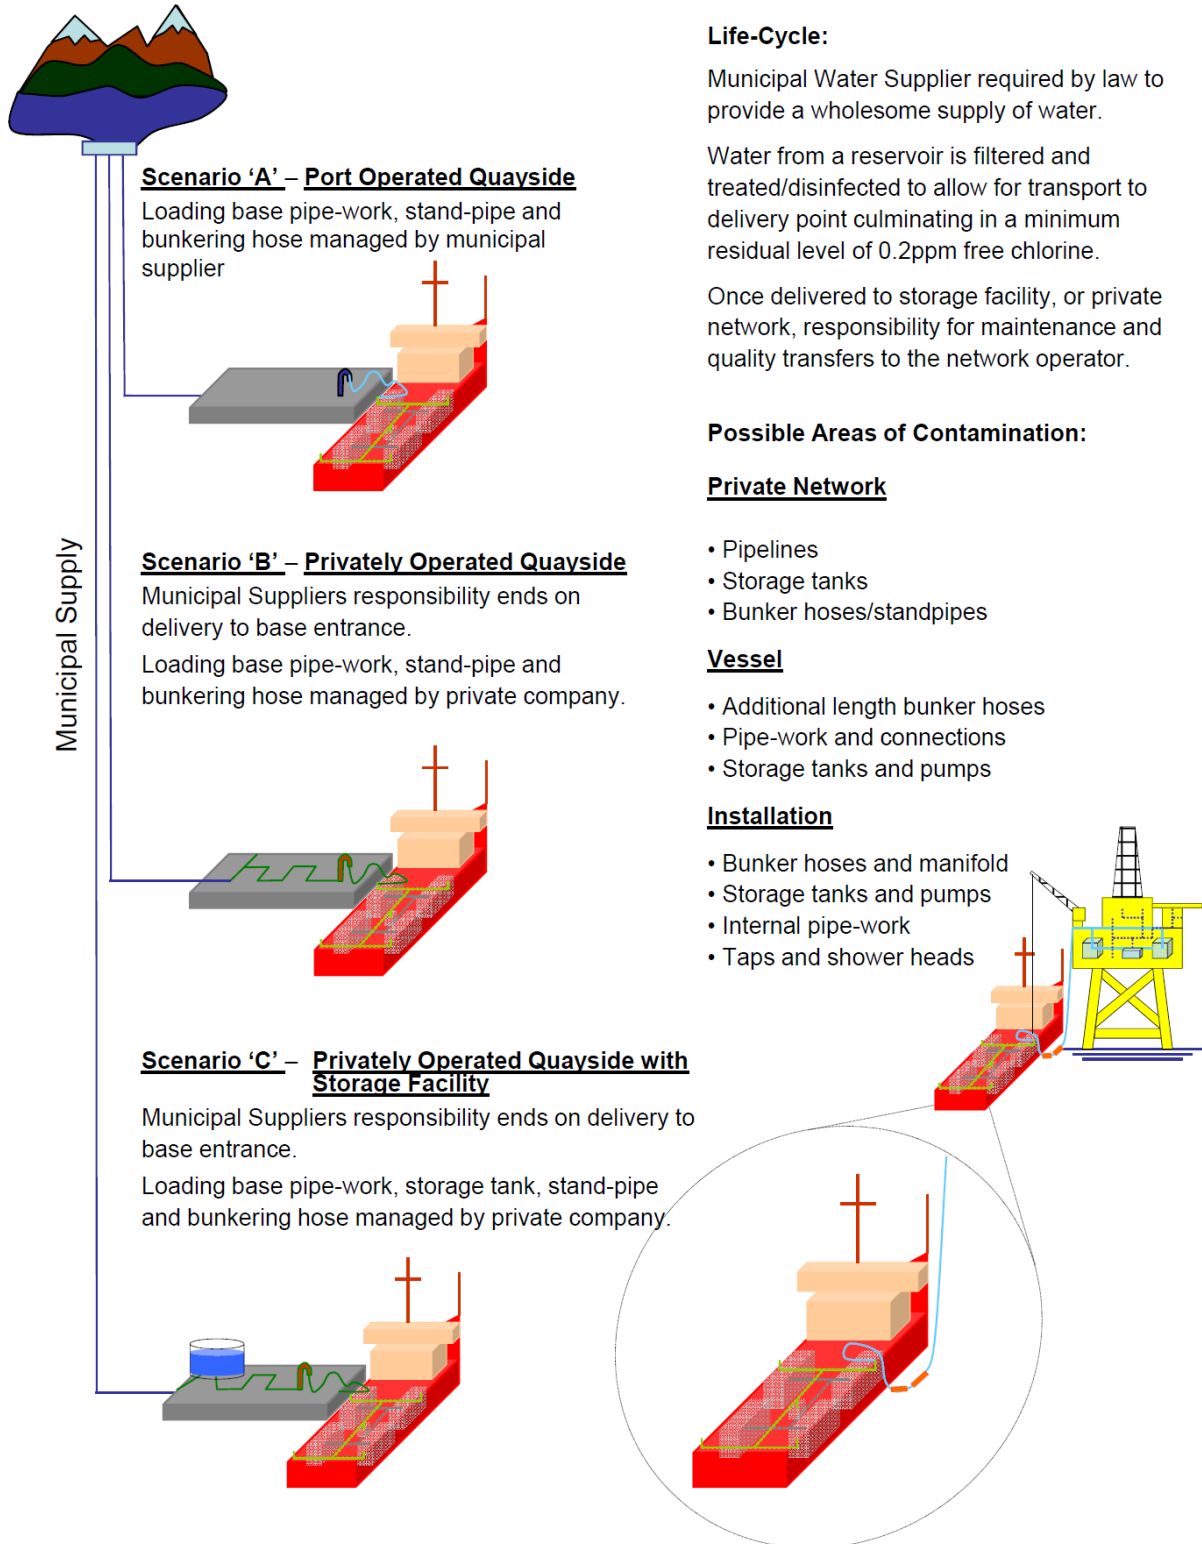 Municipal Supply
Scenario ‘A’ – Port Operated Quayside
Loading base pipe-work, stand-pipe and
bunkering hose managed by municipal
supplier
Scenario ‘B’ – Privately Operated Quayside
Municipal Suppliers responsibility ends on
delivery to base entrance.
Loading base pipe-work, stand-pipe and
bunkering hose managed by private company.
Scenario ‘C’ – Privately Operated Quayside with
Storage Facility
Municipal Suppliers responsibility ends on delivery to
base entrance.
Loading base pipe-work, storage tank, stand-pipe
and bunkering hose managed by private company.
Life-Cycle:
Municipal Water Supplier required by law to
provide a wholesome supply of water.
Water from a reservoir is filtered and
treated/disinfected to allow for transport to
delivery point culminating in a minimum
residual level of 0.2ppm free chlorine.
Once delivered to storage facility, or private
network, responsibility for maintenance and
quality transfers to the network operator.
Possible Areas of Contamination:
Private Network
• Pipelines
• Storage tanks
• Bunker hoses/standpipes
Vessel
• Additional length bunker hoses
• Pipe-work and connections
• Storage tanks and pumps
Installation
• Bunker hoses and manifold
• Storage tanks and pumps
• Internal pipe-work
• Taps and shower heads